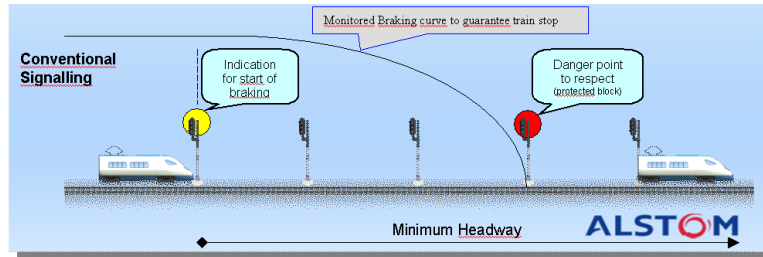 Monitored Braking curve to guarantee train stop
Conventional
Signalling
Indication
for start of
braking
Danger point
to respect
(protected block)
Minimum Headway
ALSTOM